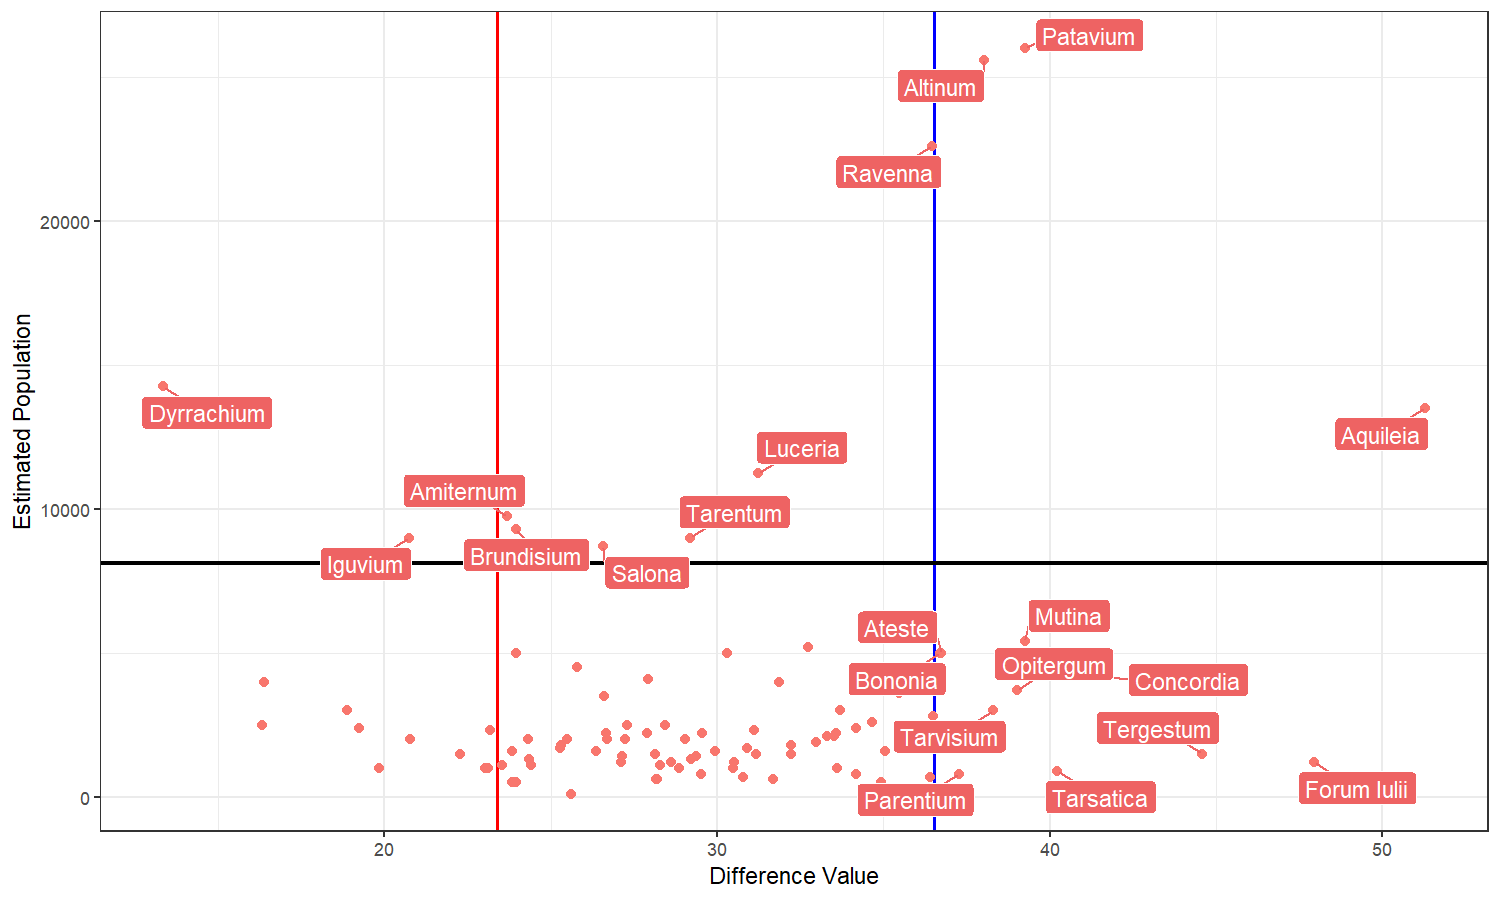 Patavium
Altinum
Ravenna
20000
Dyrrachium
Aquileia
Luceria
Amiternum
Tarentum
10000
Brundisium
Iguvium
Salona
Mutina
Ateste
Opitergum
Bononia
Concordia
Tergestum
Tarvisium
Forum Iulii
Parentium
Tarsatica
0
20
30
40
50
Difference Value
Estimated Population